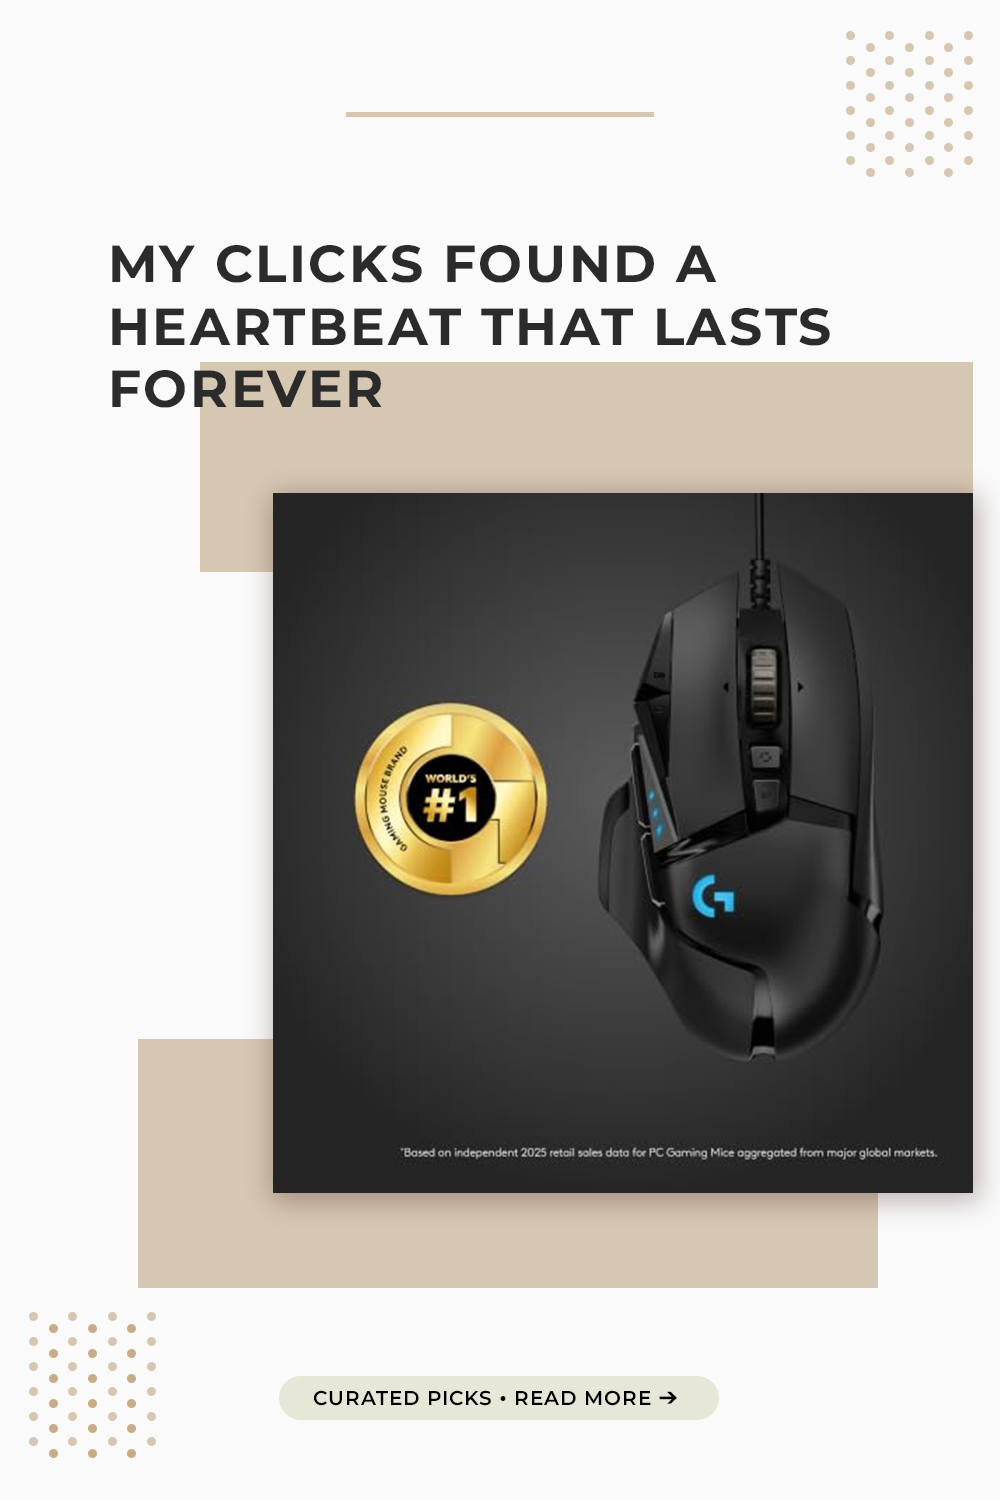 MY CLICKS FOUND A
HEARTBEAT THAT LASTS
FOREVER
GAMING MOUSE BRAND
WORLD'S
#1
*Based on independent 2025 retail sales data for PC Gaming Mice aggregated from major global markets.
CURATED PICKS • READ MORE ➔